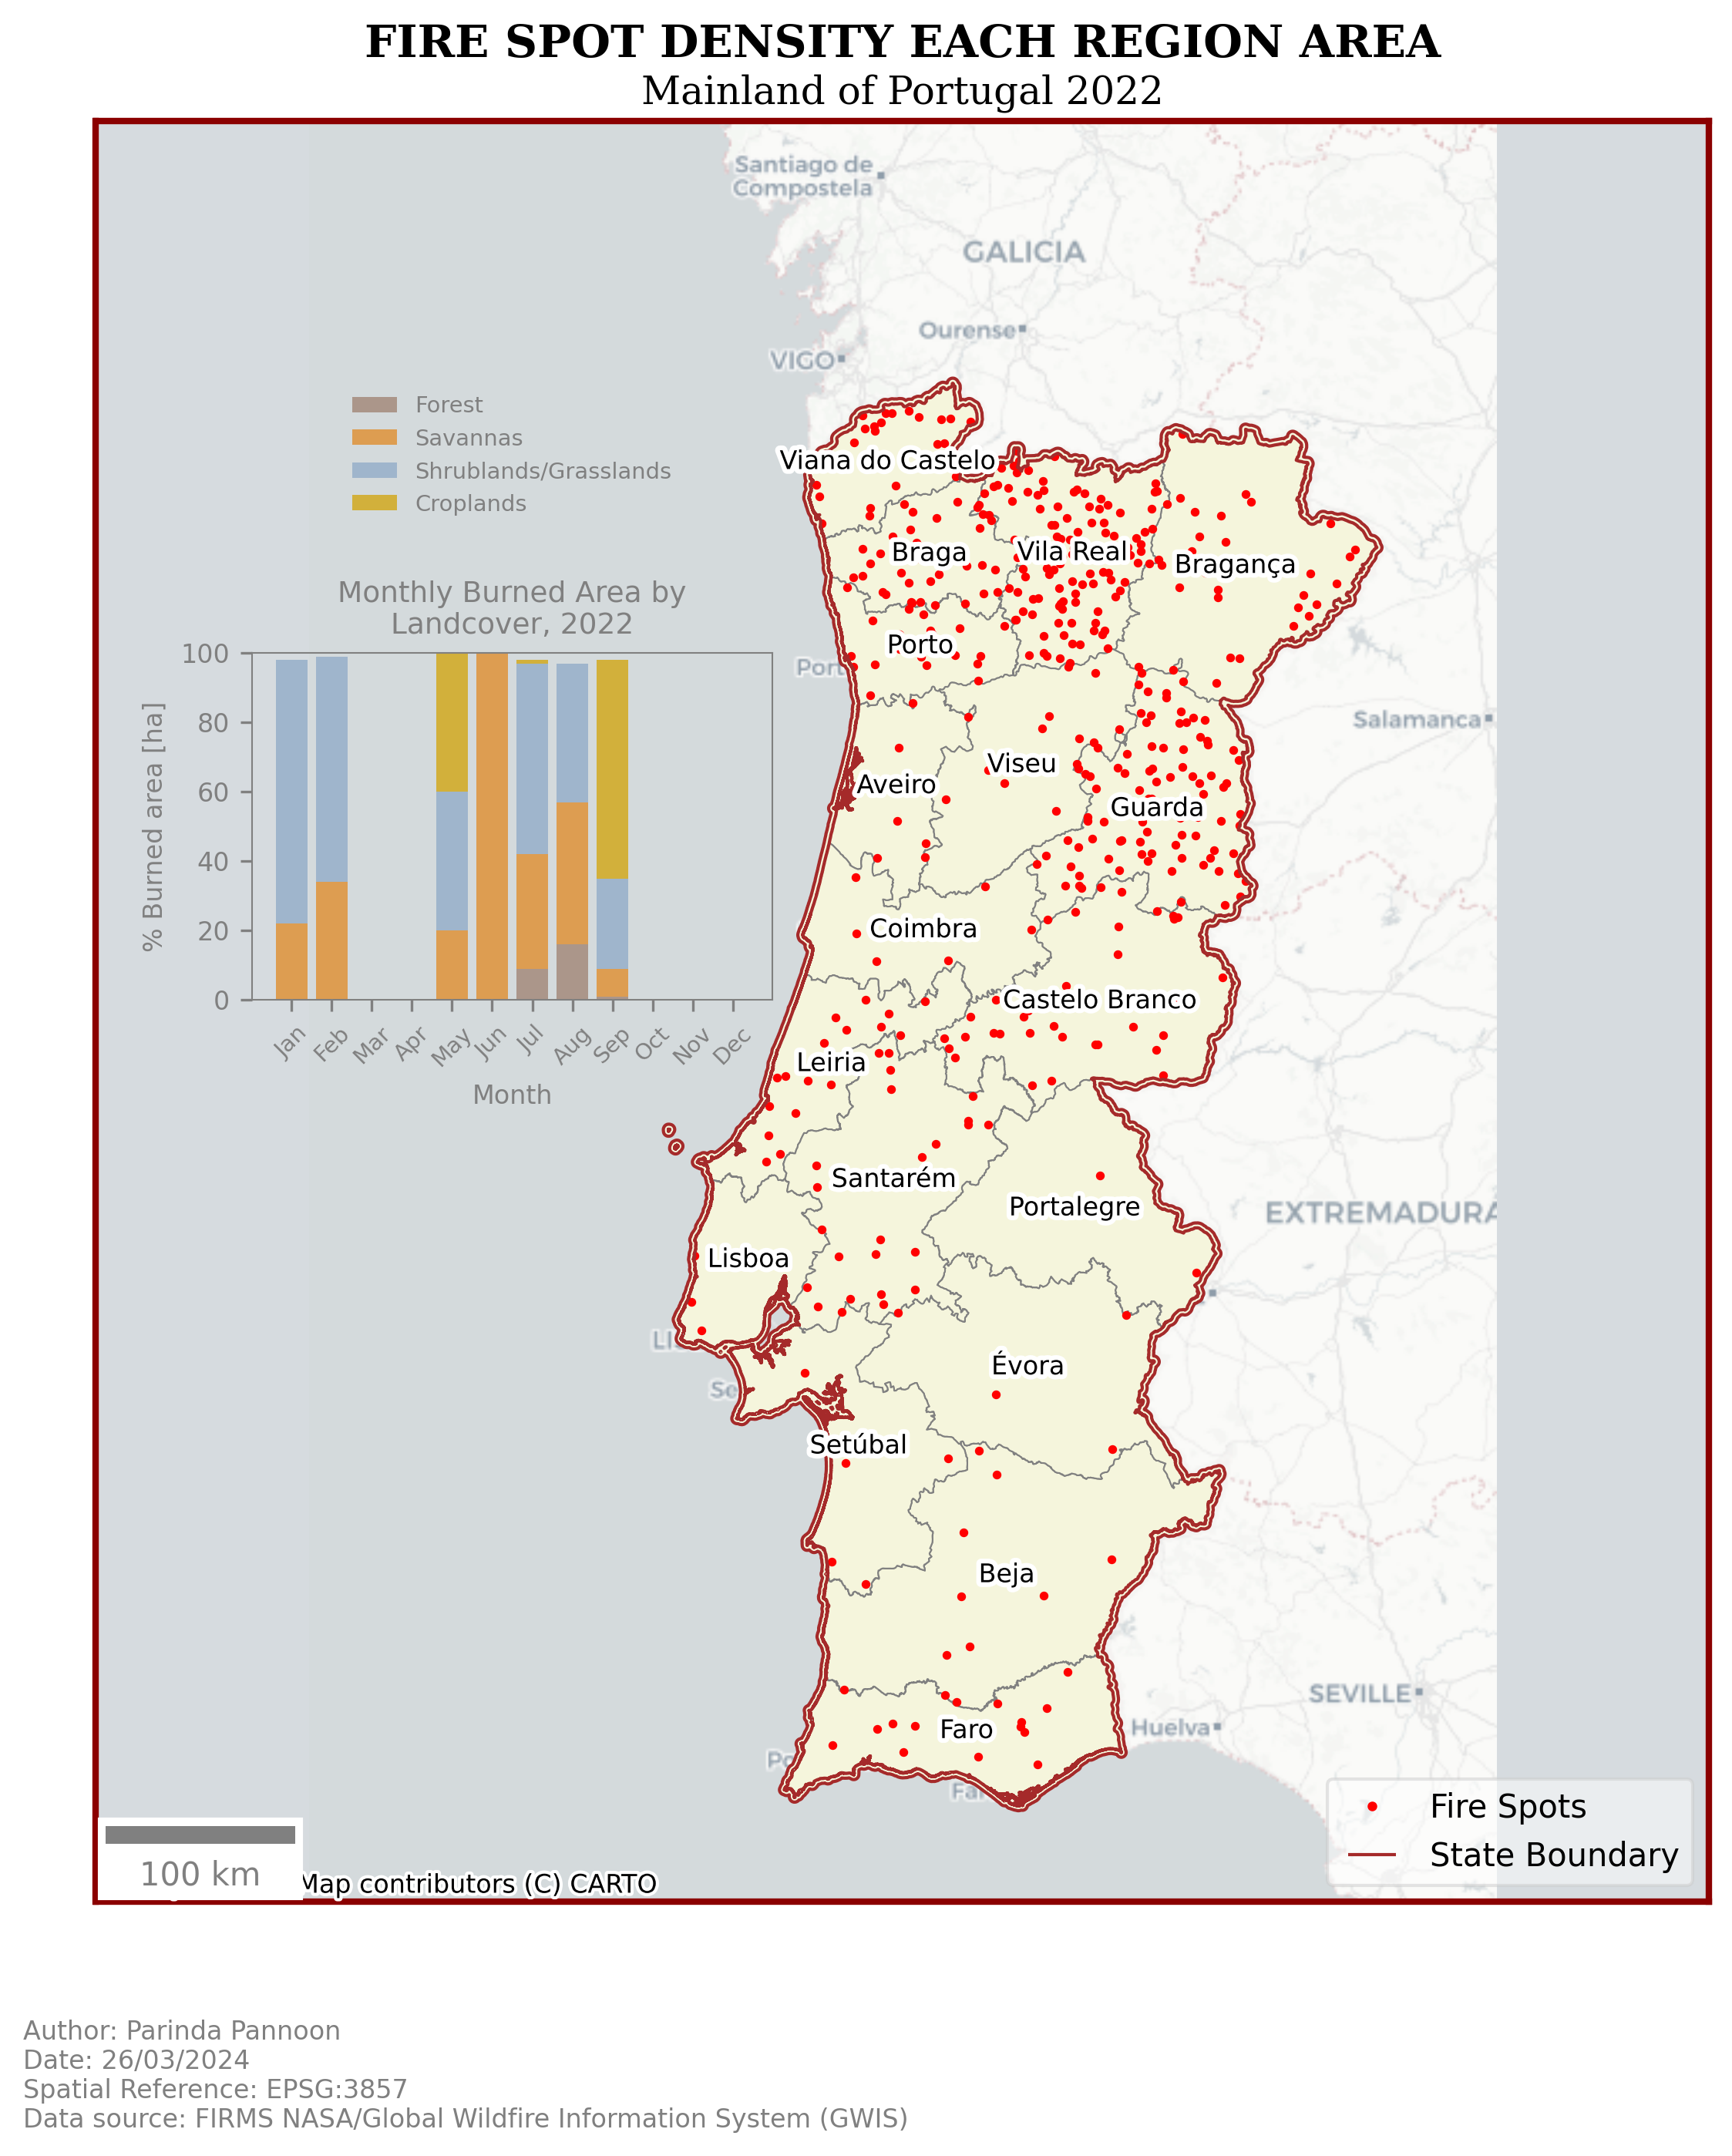 FIRE SPOT DENSITY EACH REGION AREA
Mainland of Portugal 2022
Santiago de
Compostela
GALICIA
Ourense
VIGO
Forest
Savannas
Shrublands/Grasslands
Croplands
Viana do Castelo
Braga
Vila Real
Bragança
Monthly Burned Area by
Landcover, 2022
Porto
100
80
60
40
20
0
% Burned area [ha]
Jan
Feb
Mar
Apr
May
Jun
Jul
Aug
Sep
Oct
Nov
Dec
Month
Salamanca
Viseu
Aveiro
Guarda
Coimbra
Castelo Branco
Leiria
Santarém
Portalegre
EXTREMADURA
Lisboa
Évora
Setúbal
Beja
SEVILLE
Huelva
Faro
Fire Spots
State Boundary
100 km
Map contributors (C) CARTO
Author: Parinda Pannoon
Date: 26/03/2024
Spatial Reference: EPSG:3857
Data source: FIRMS NASA/Global Wildfire Information System (GWIS)